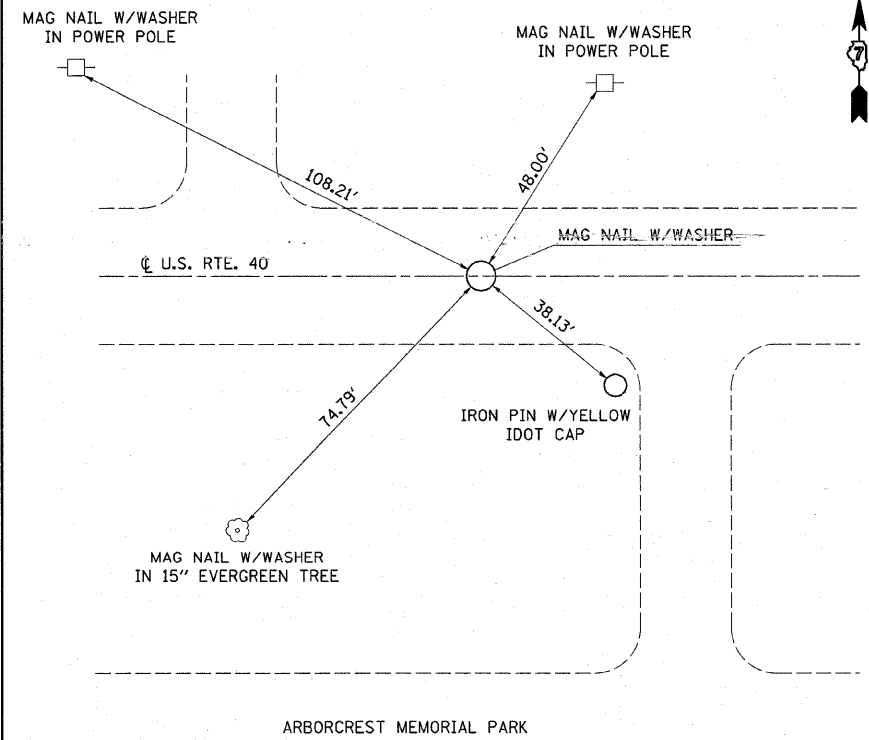 MAG NAIL W/WASHER
IN POWER POLE
MAG NAIL W/WASHER
IN POWER POLE
7
108.21'
48.00'
MAG NAIL W/WASHER
℄ U.S. RTE. 40
38.13'
74.79'
IRON PIN W/YELLOW
IDOT CAP
MAG NAIL W/WASHER
IN 15" EVERGREEN TREE
ARBORCREST MEMORIAL PARK